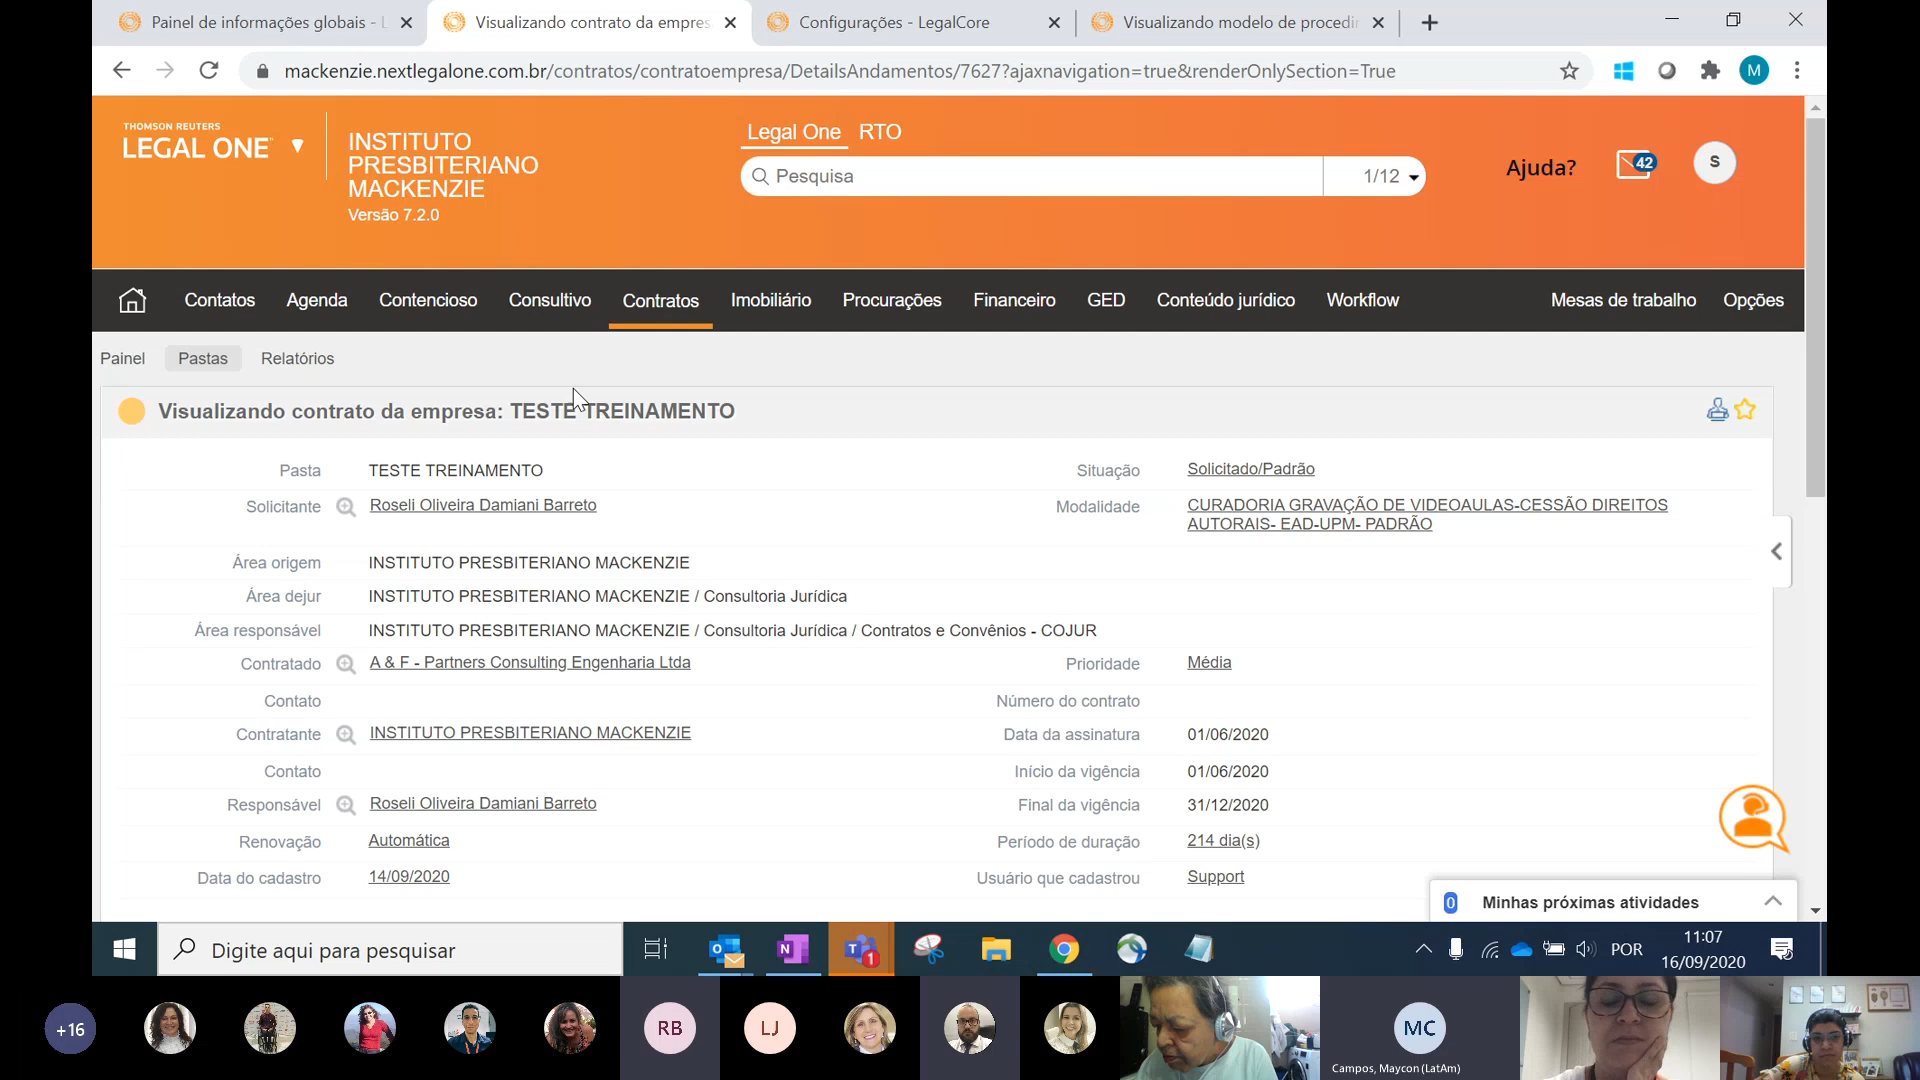 Painel de informações globais - L
Visualizando contrato da empres
Configurações - LegalCore
Visualizando modelo de procedi
mackenzie.nextlegalone.com.br/contratos/contratoempresa/DetailsAndamentos/7627?ajaxnavigation=true&renderOnlySection=True
M
THOMSON REUTERS
LEGAL ONE
INSTITUTO
PRESBITERIANO
MACKENZIE
Versão 7.2.0
Legal One RTO
Pesquisa 1/12
Ajuda? 42 S
Contatos Agenda Contencioso Consultivo Contratos Imobiliário Procurações Financeiro GED Conteúdo jurídico Workflow Mesas de trabalho Opções
Painel Pastas Relatórios
Visualizando contrato da empresa: TESTE TREINAMENTO
Pasta TESTE TREINAMENTO Situação Solicitado/Padrão
Solicitante Roseli Oliveira Damiani Barreto Modalidade CURADORIA GRAVAÇÃO DE VIDEOAULAS-CESSÃO DIREITOS
AUTORAIS- EAD-UPM- PADRÃO
Área origem INSTITUTO PRESBITERIANO MACKENZIE
Área dejur INSTITUTO PRESBITERIANO MACKENZIE / Consultoria Jurídica
Área responsável INSTITUTO PRESBITERIANO MACKENZIE / Consultoria Jurídica / Contratos e Convênios - COJUR
Contratado A & F - Partners Consulting Engenharia Ltda Prioridade Média
Contato Número do contrato
Contratante INSTITUTO PRESBITERIANO MACKENZIE Data da assinatura 01/06/2020
Contato Início da vigência 01/06/2020
Responsável Roseli Oliveira Damiani Barreto Final da vigência 31/12/2020
Renovação Automática Período de duração 214 dia(s)
Data do cadastro 14/09/2020 Usuário que cadastrou Support
0 Minhas próximas atividades
Digite aqui para pesquisar
1
POR
11:07
16/09/2020
+16
RB
LJ
MC
Campos, Maycon (LatAm)